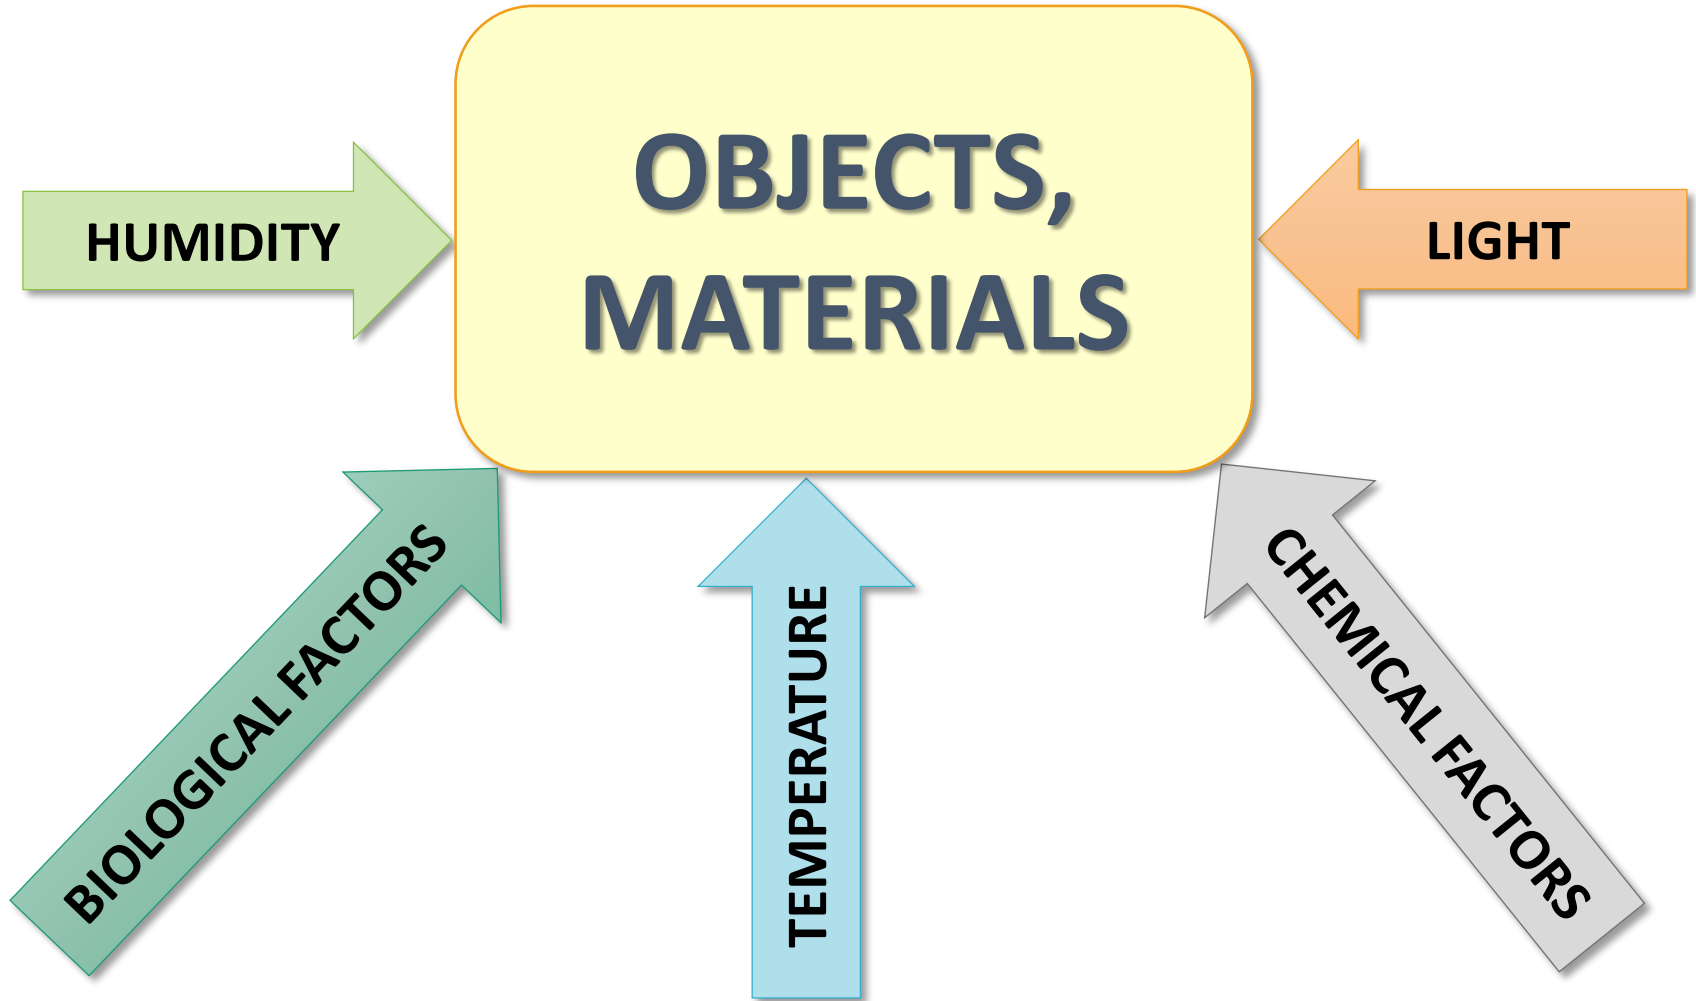 OBJECTS,
MATERIALS
HUMIDITY
LIGHT
BIOLOGICAL FACTORS
TEMPERATURE
CHEMICAL FACTORS